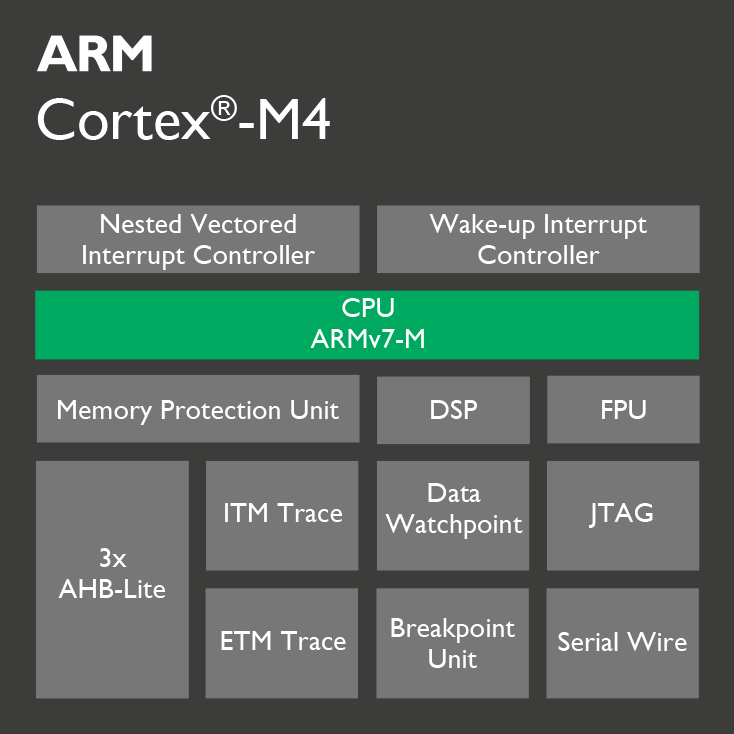 ARM
Cortex®-M4
Nested Vectored
Interrupt Controller
Wake-up Interrupt
Controller
CPU
ARMv7-M
Memory Protection Unit
DSP
FPU
3x
AHB-Lite
ITM Trace
Data
Watchpoint
JTAG
ETM Trace
Breakpoint
Unit
Serial Wire